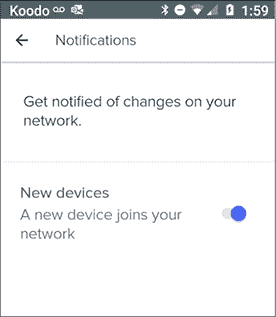 Koodo 1:59
Notifications
Get notified of changes on your
network.
New devices
A new device joins your
network